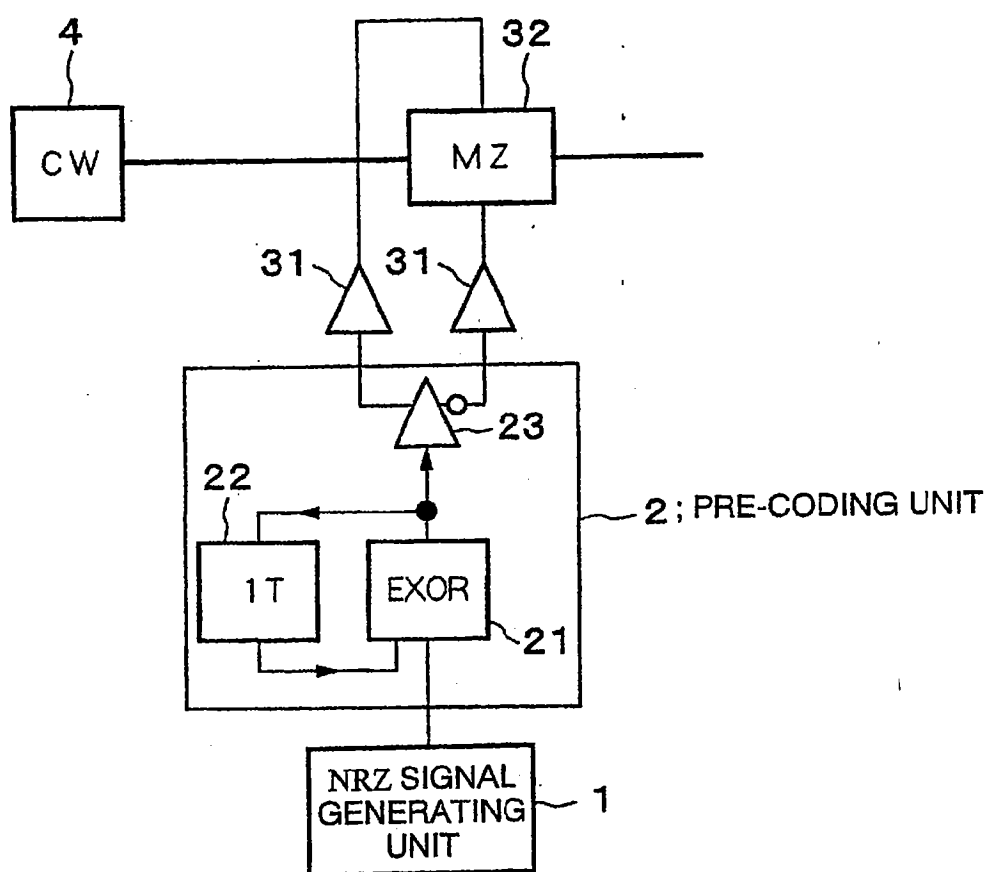 4
32
CW
MZ
31
31
23
22
2 ; PRE-CODING UNIT
1T
EXOR
21
NRZ SIGNAL
GENERATING
UNIT
1